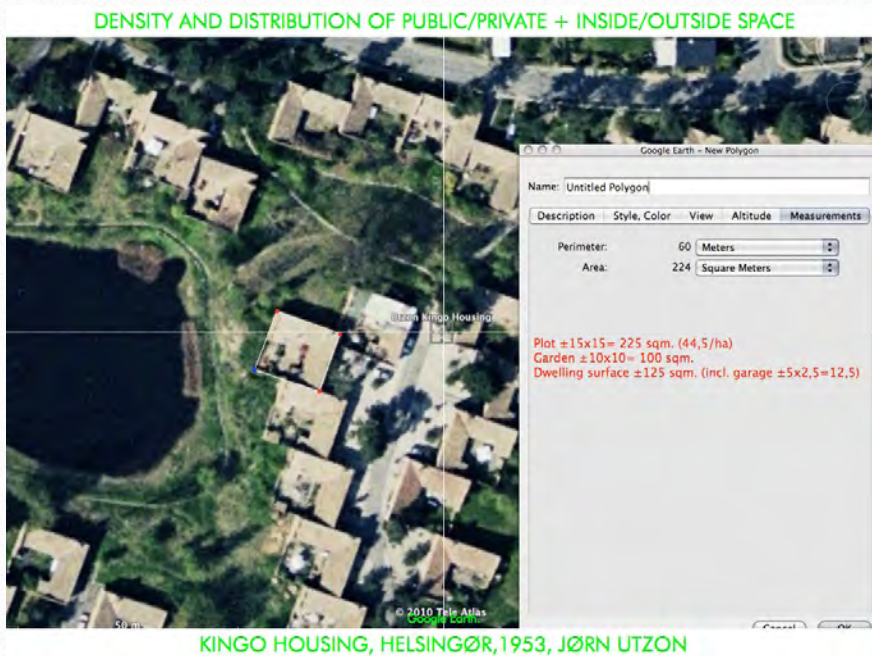 DENSITY AND DISTRIBUTION OF PUBLIC/PRIVATE + INSIDE/OUTSIDE SPACE
Google Earth - New Polygon
Name: Untitled Polygon
Description Style, Color View Altitude Measurements
Perimeter: 60 Meters
Area: 224 Square Meters
Utzon Kingo Housing
Plot ±15x15= 225 sqm. (44,5/ha)
Garden ±10x10= 100 sqm.
Dwelling surface ±125 sqm. (incl. garage ±5x2,5=12,5)
© 2010 Tele Atlas
Google Earth
50 m
Cancel OK
KINGO HOUSING, HELSINGØR,1953, JØRN UTZON